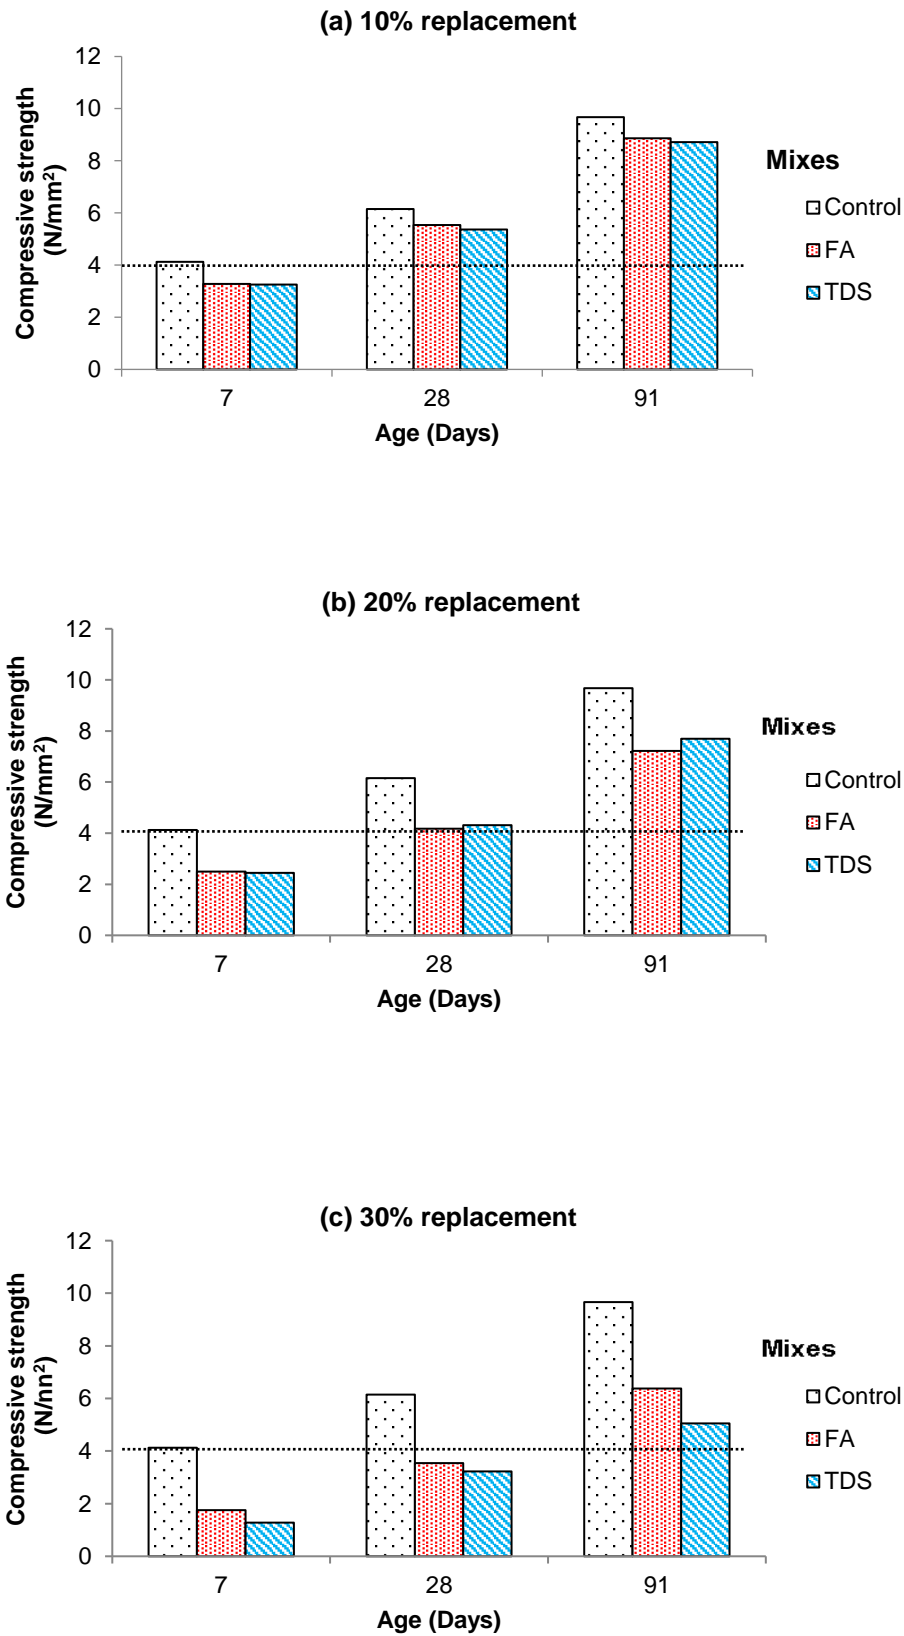 (a) 10% replacement
12
10
8
6
4
2
0
Compressive strength
(N/mm²)
7
28
91
Age (Days)
Mixes
Control
FA
TDS
(b) 20% replacement
12
10
8
6
4
2
0
Compressive strength
(N/mm²)
7
28
91
Age (Days)
Mixes
Control
FA
TDS
(c) 30% replacement
12
10
8
6
4
2
0
Compressive strength
(N/nn²)
7
28
91
Age (Days)
Mixes
Control
FA
TDS